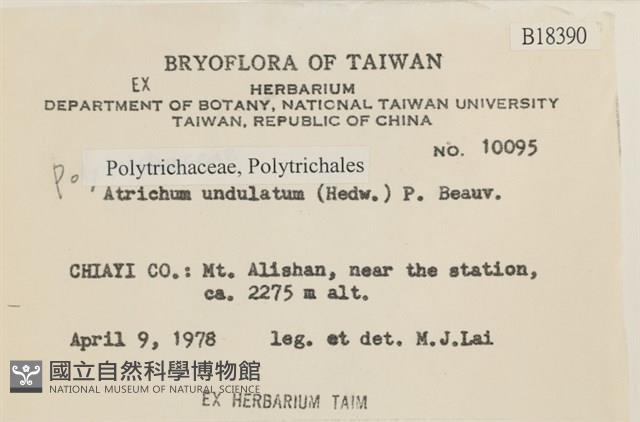 B18390
BRYOFLORA OF TAIWAN
EX
HERBARIUM
DEPARTMENT OF BOTANY, NATIONAL TAIWAN UNIVERSITY
TAIWAN, REPUBLIC OF CHINA
NO. 10095
Po.
Polytrichaceae, Polytrichales
Atrichum undulatum (Hedw.) P. Beauv.
CHIAYI CO.: Mt. Alishan, near the station,
ca. 2275 m alt.
April 9, 1978 leg. et det. M.J.Lai
國立自然科學博物館
NATIONAL MUSEUM OF NATURAL SCIENCE
EX HERBARIUM TAIM